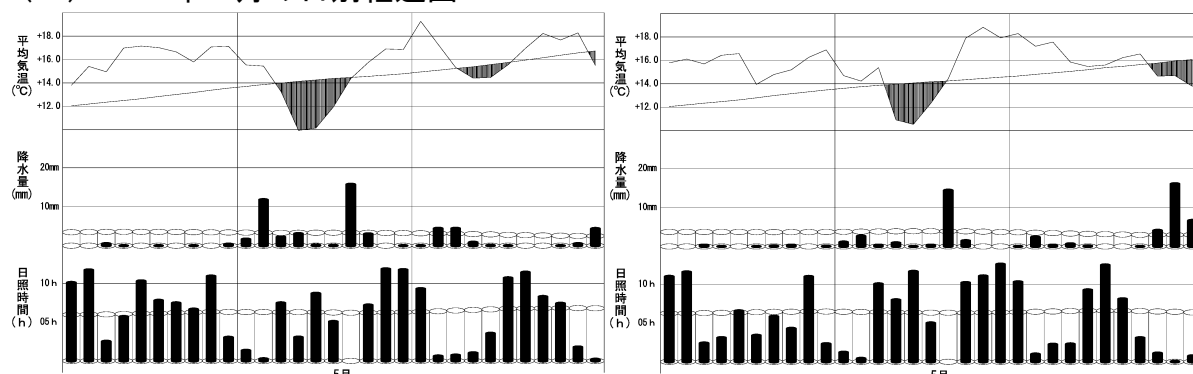 平均気温(℃)
+18.0
+16.0
+14.0
+12.0
降水量(mm)
20mm
10mm
日照時間(h)
10h
05h
5月
平均気温(℃)
+18.0
+16.0
+14.0
+12.0
降水量(mm)
20mm
10mm
日照時間(h)
10h
05h
5月